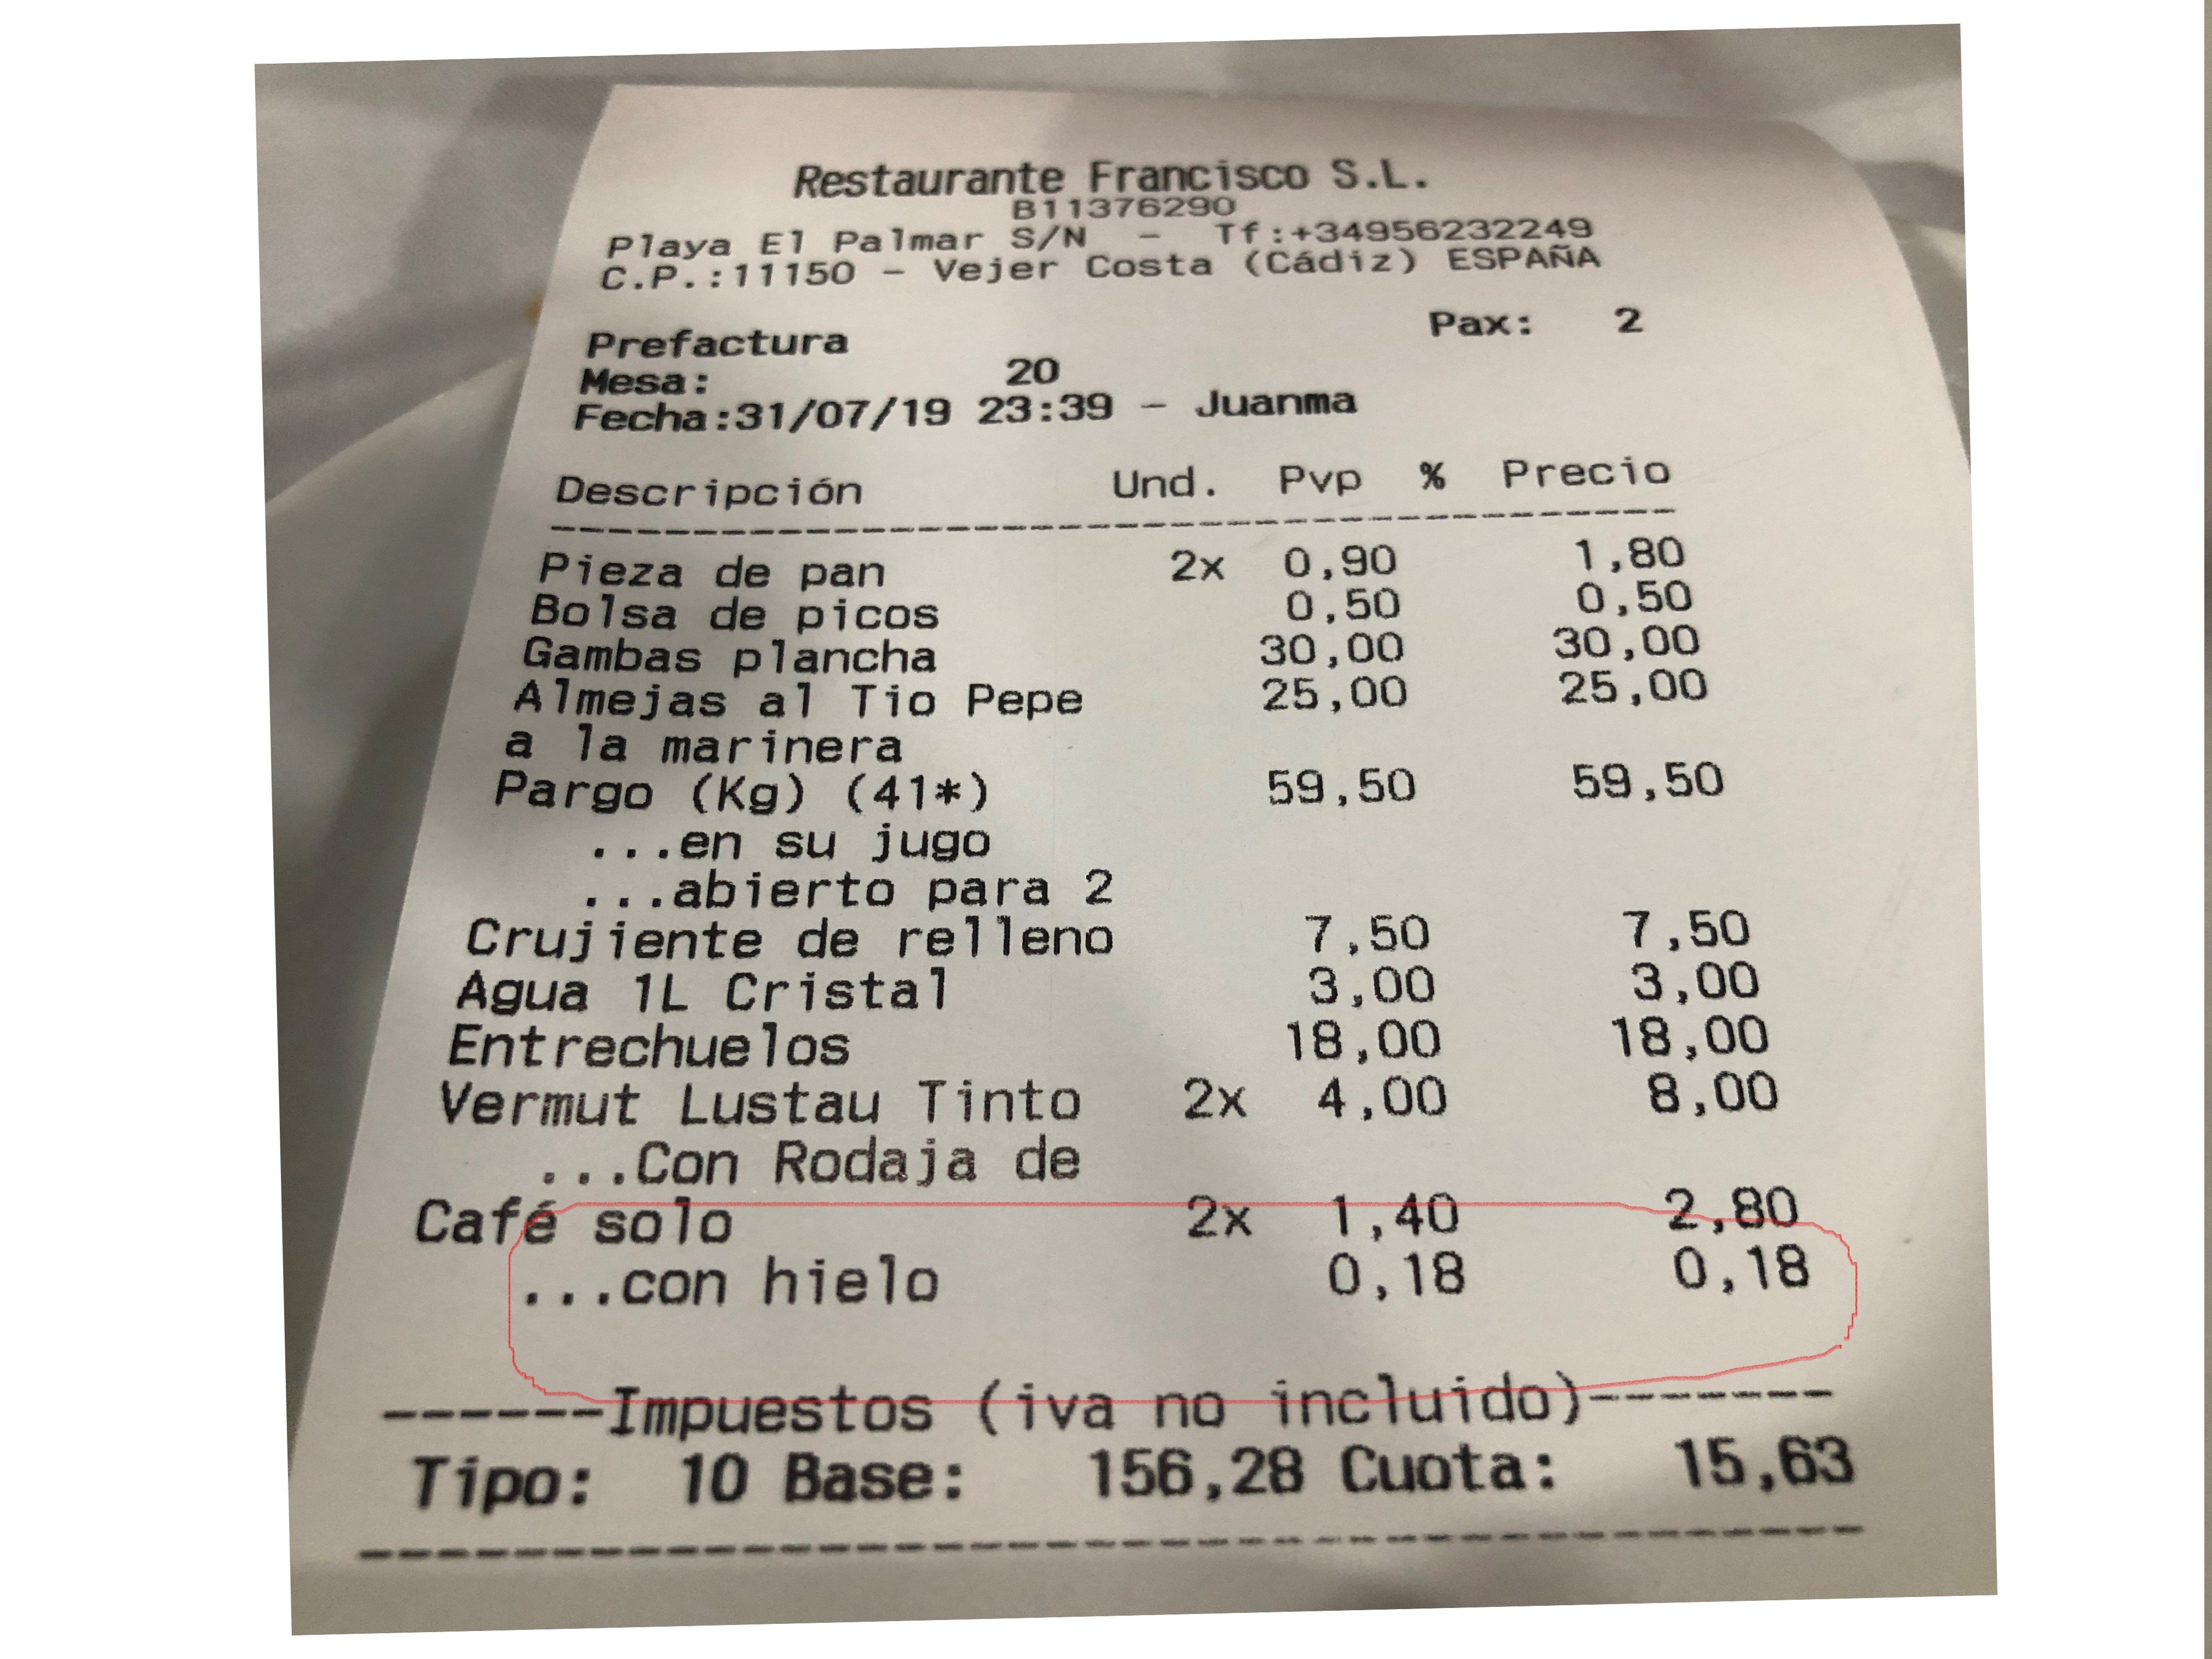 Restaurante Francisco S.L.
B11376290
Playa El Palmar S/N - Tf:+34956232249
C.P.:11150 - Vejer Costa (Cádiz) ESPAÑA
Prefactura Pax: 2
Mesa: 20
Fecha:31/07/19 23:39 - Juanma
Descripción Und. Pvp % Precio
Pieza de pan 2x 0,90 1,80
Bolsa de picos 0,50 0,50
Gambas plancha 30,00 30,00
Almejas al Tio Pepe 25,00 25,00
a la marinera
Pargo (Kg) (41*) 59,50 59,50
...en su jugo
...abierto para 2
Crujiente de relleno 7,50 7,50
Agua 1L Cristal 3,00 3,00
Entrechuelos 18,00 18,00
Vermut Lustau Tinto 2x 4,00 8,00
...Con Rodaja de
Café solo 2x 1,40 2,80
...con hielo 0,18 0,18
------Impuestos (iva no incluido)------
Tipo: 10 Base: 156,28 Cuota: 15,63